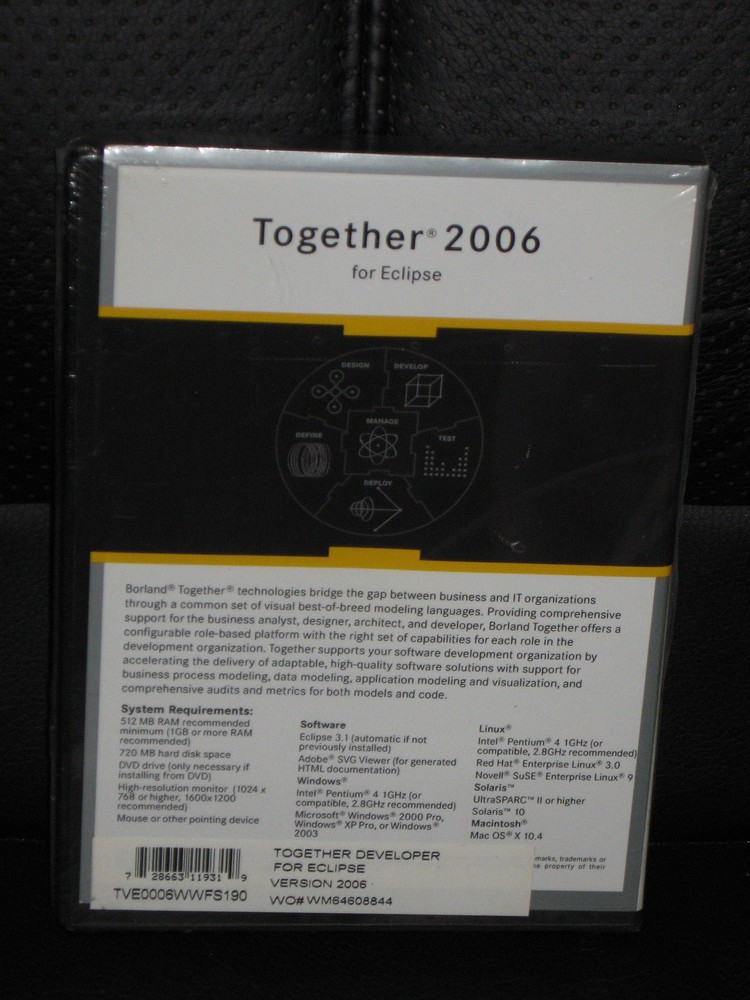 Together® 2006
for Eclipse
DESIGN
DEVELOP
MANAGE
DEFINE
TEST
DEPLOY
Borland® Together® technologies bridge the gap between business and IT organizations
through a common set of visual best-of-breed modeling languages. Providing comprehensive
support for the business analyst, designer, architect, and developer, Borland Together offers a
configurable role-based platform with the right set of capabilities for each role in the
development organization. Together supports your software development organization by
accelerating the delivery of adaptable, high-quality software solutions with support for
business process modeling, data modeling, application modeling and visualization, and
comprehensive audits and metrics for both models and code.
System Requirements:
512 MB RAM recommended
minimum (1GB or more RAM
recommended)
720 MB hard disk space
DVD drive (only necessary if
installing from DVD)
High-resolution monitor (1024 x
768 or higher, 1600x1200
recommended)
Mouse or other pointing device
Software
Eclipse 3.1 (automatic if not
previously installed)
Adobe® SVG Viewer (for generated
HTML documentation)
Windows®
Intel® Pentium® 4 1GHz (or
compatible, 2.8GHz recommended)
Microsoft® Windows® 2000 Pro,
Windows® XP Pro, or Windows®
2003
Linux®
Intel® Pentium® 4 1GHz (or
compatible, 2.8GHz recommended)
Red Hat® Enterprise Linux® 3.0
Novell® SuSE® Enterprise Linux® 9
Solaris™
UltraSPARC™ II or higher
Solaris™ 10
Macintosh®
Mac OS® X 10.4
marks, trademarks or
property of their
7 28663 11931 9
TVE0006WWFS190
TOGETHER DEVELOPER
FOR ECLIPSE
VERSION 2006
WO# WM64608844